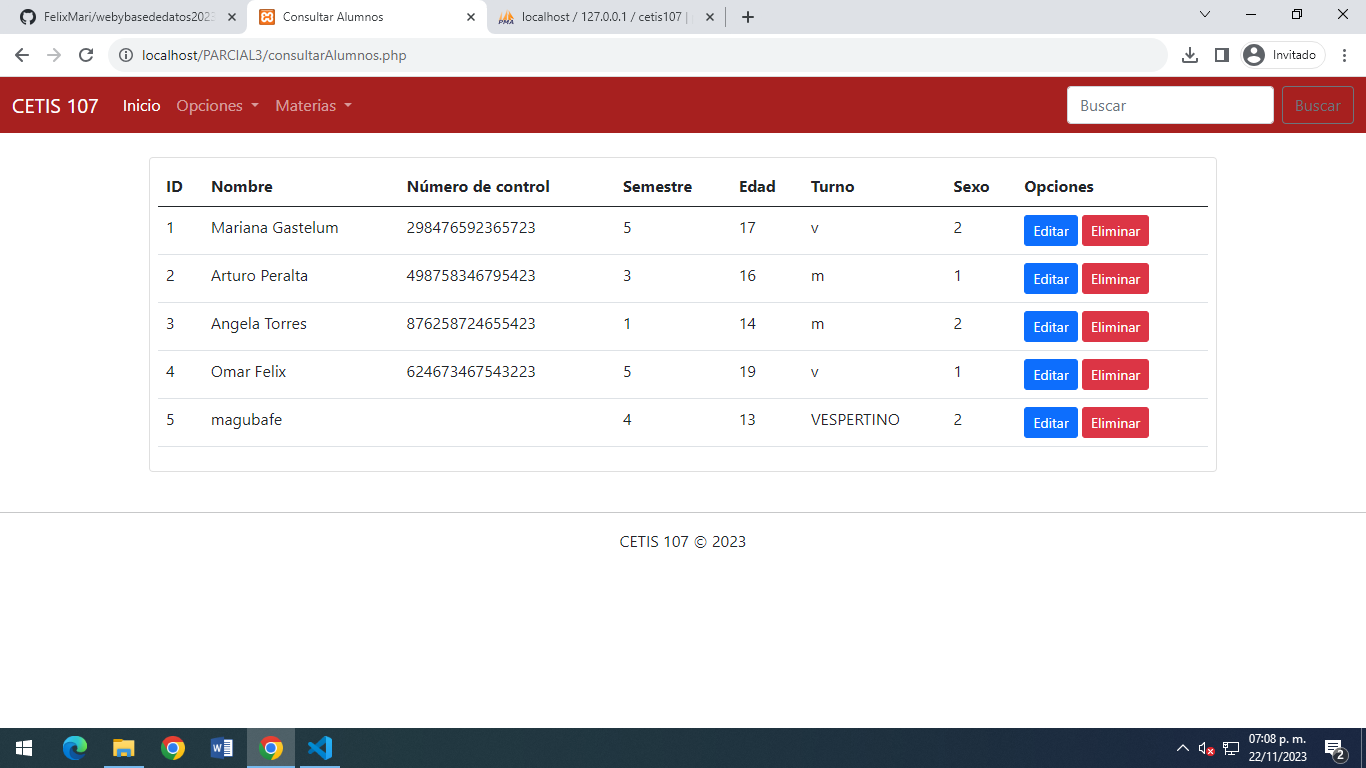 FelixMari/webybasededatos2023
Consultar Alumnos
localhost / 127.0.0.1 / cetis107 |
localhost/PARCIAL3/consultarAlumnos.php
Invitado
CETIS 107 Inicio Opciones Materias Buscar Buscar
ID Nombre Número de control Semestre Edad Turno Sexo Opciones
1 Mariana Gastelum 298476592365723 5 17 v 2 Editar Eliminar
2 Arturo Peralta 498758346795423 3 16 m 1 Editar Eliminar
3 Angela Torres 876258724655423 1 14 m 2 Editar Eliminar
4 Omar Felix 624673467543223 5 19 v 1 Editar Eliminar
5 magubafe 4 13 VESPERTINO 2 Editar Eliminar
CETIS 107 © 2023
07:08 p. m.
22/11/2023
2